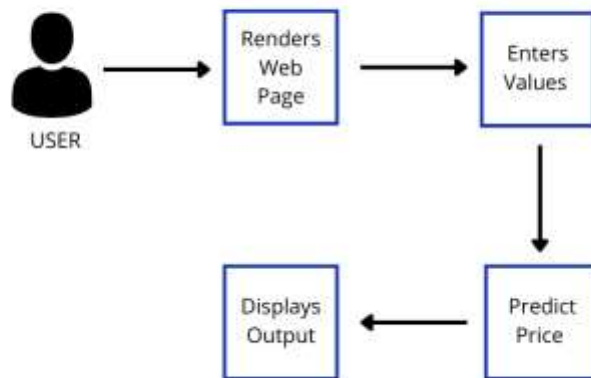 USER
Renders
Web
Page
Enters
Values
Predict
Price
Displays
Output